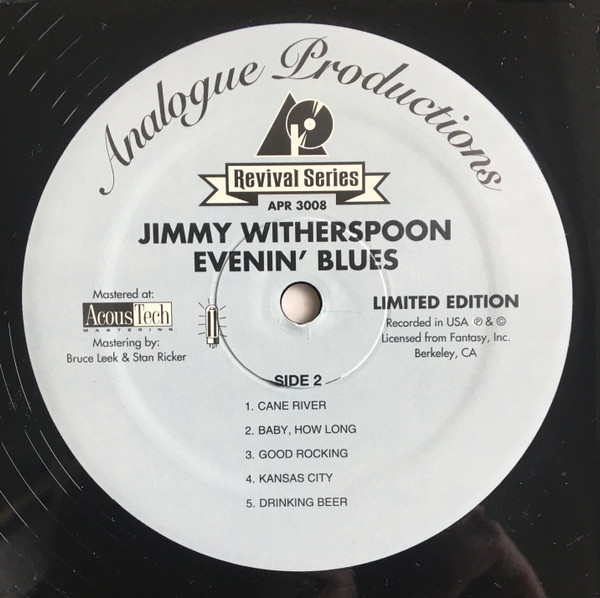 Analogue Productions
Revival Series
APR 3008
JIMMY WITHERSPOON
EVENIN' BLUES
Mastered at:
AcousTech
MASTERING
Mastering by:
Bruce Leek & Stan Ricker
LIMITED EDITION
Recorded in USA ℗ & ©
Licensed from Fantasy, Inc.
Berkeley, CA
SIDE 2
1. CANE RIVER
2. BABY, HOW LONG
3. GOOD ROCKING
4. KANSAS CITY
5. DRINKING BEER